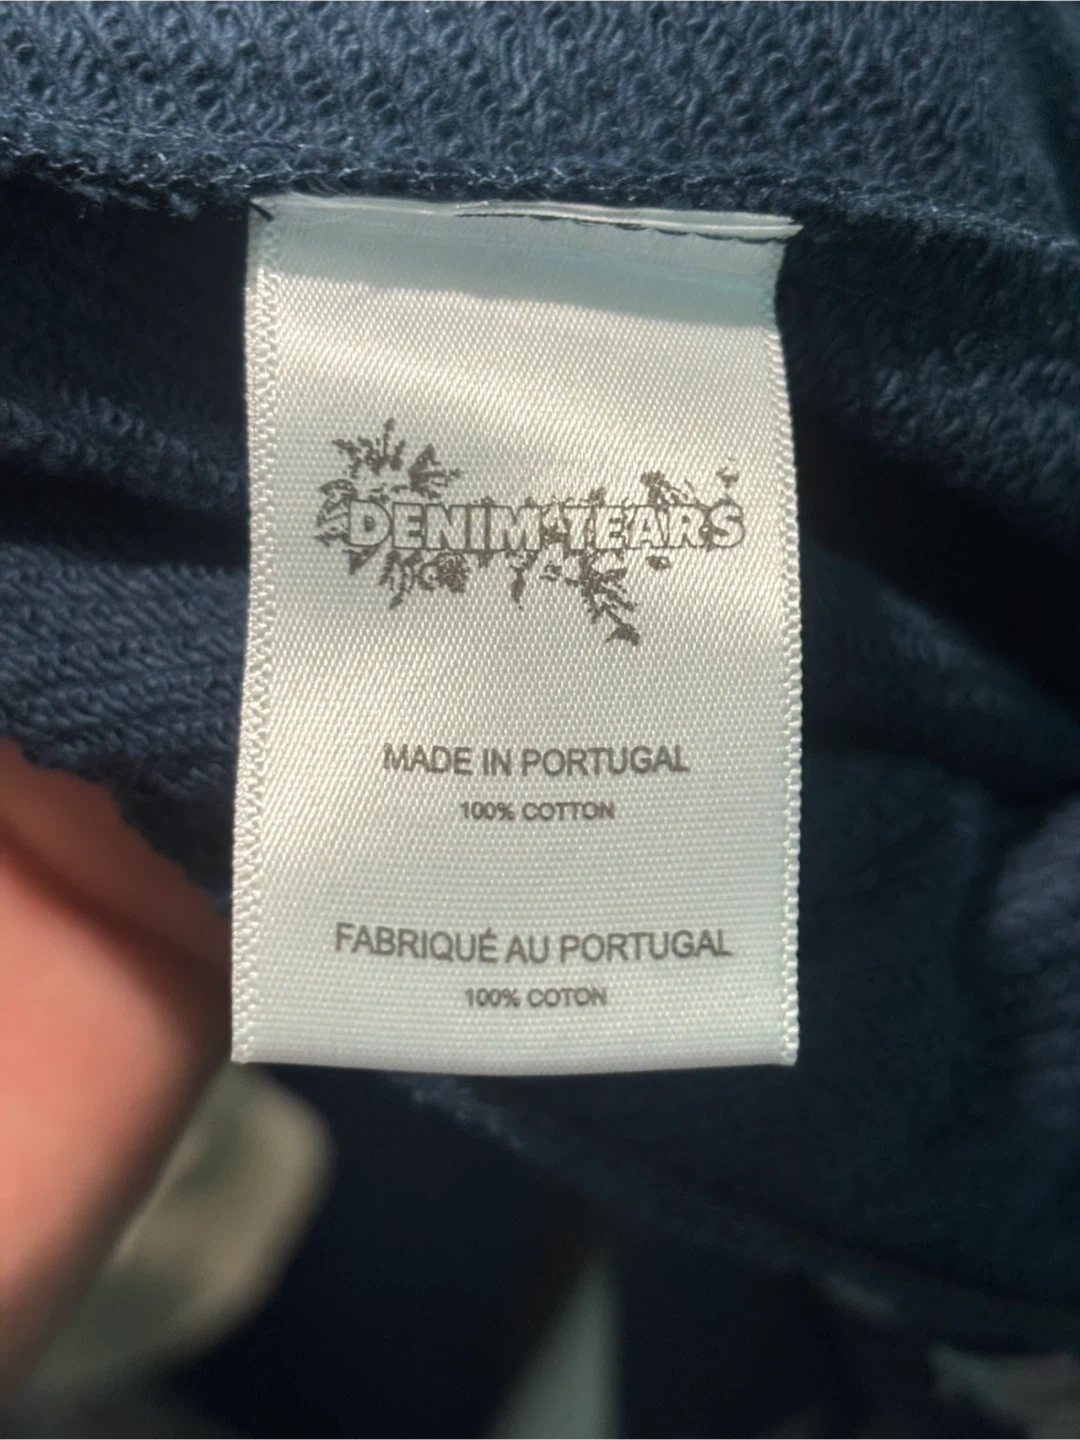 DENIM TEARS
MADE IN PORTUGAL
100% COTTON
FABRIQUÉ AU PORTUGAL
100% COTON